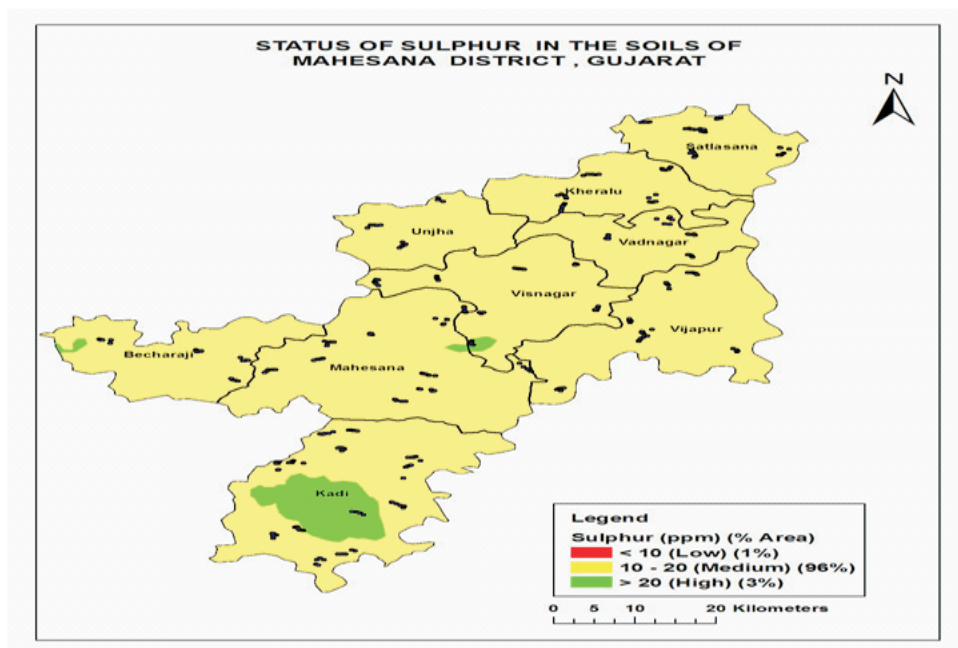 STATUS OF SULPHUR IN THE SOILS OF
MAHESANA DISTRICT , GUJARAT
N
Satlasana
Kheralu
Unjha
Vadnagar
Visnagar
Vijapur
Becharaji
Mahesana
Kadi
Legend
Sulphur (ppm) (% Area)
< 10 (Low) (1%)
10 - 20 (Medium) (96%)
> 20 (High) (3%)
0 5 10 20 Kilometers